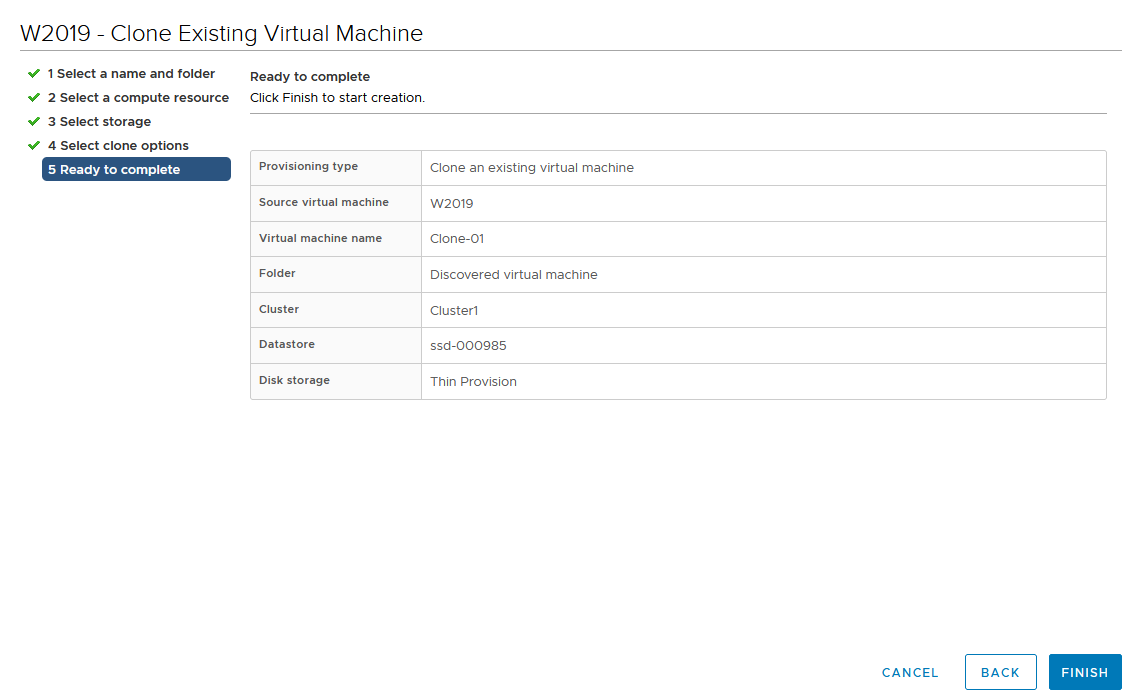 W2019 - Clone Existing Virtual Machine
1 Select a name and folder
2 Select a compute resource
3 Select storage
4 Select clone options
5 Ready to complete
Ready to complete
Click Finish to start creation.
Provisioning type Clone an existing virtual machine
Source virtual machine W2019
Virtual machine name Clone-01
Folder Discovered virtual machine
Cluster Cluster1
Datastore ssd-000985
Disk storage Thin Provision
CANCEL BACK FINISH